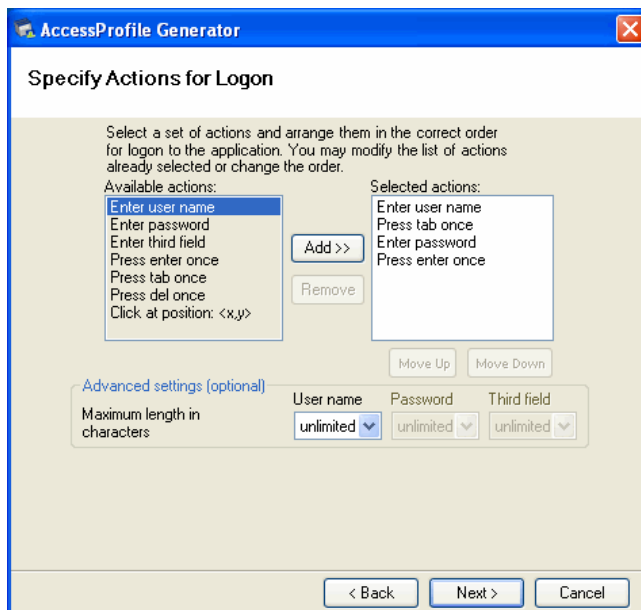 AccessProfile Generator
Specify Actions for Logon
Select a set of actions and arrange them in the correct order
for logon to the application. You may modify the list of actions
already selected or change the order.
Available actions:
Selected actions:
Enter user name
Enter password
Enter third field
Press enter once
Press tab once
Press del once
Click at position: <x,y>
Add >>
Remove
Enter user name
Press tab once
Enter password
Press enter once
Move Up
Move Down
Advanced settings (optional)
Maximum length in
characters
User name
Password
Third field
unlimited
unlimited
unlimited
< Back
Next >
Cancel